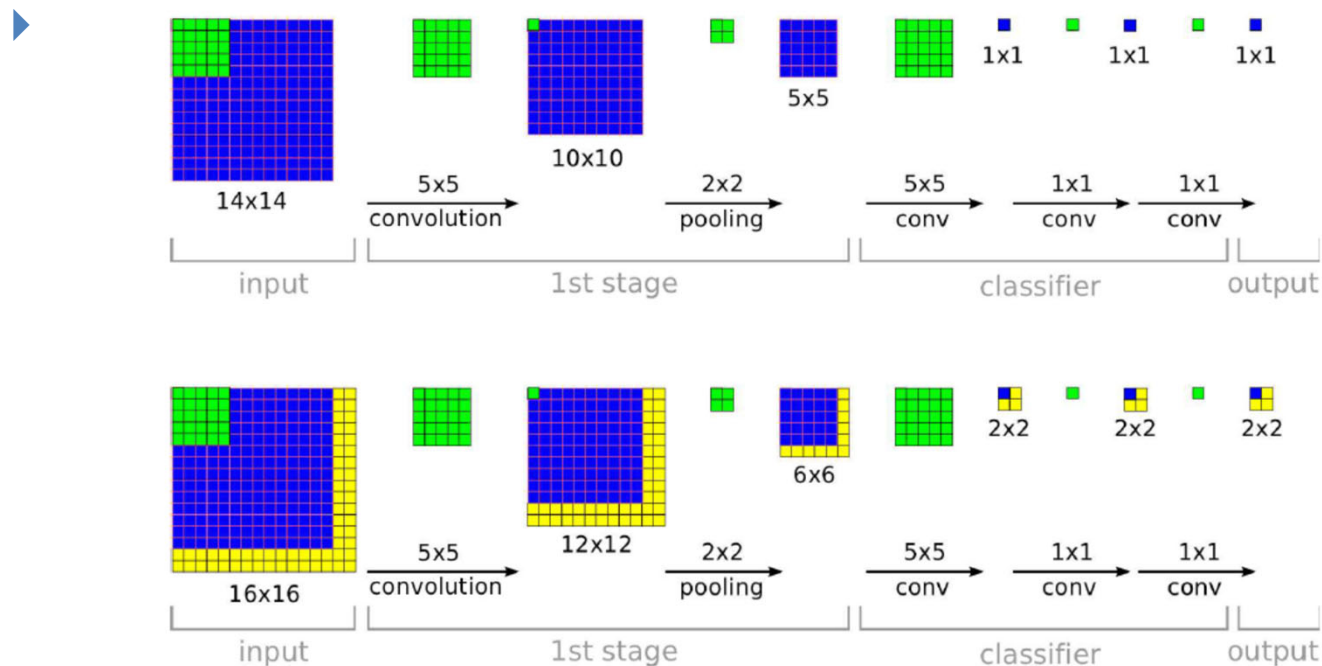 1x1 1x1 1x1
5x5
10x10
14x14
5x5 2x2 5x5 1x1 1x1
convolution pooling conv conv conv
input 1st stage classifier output
2x2 2x2 2x2
6x6
12x12
16x16
5x5 2x2 5x5 1x1 1x1
convolution pooling conv conv conv
input 1st stage classifier output